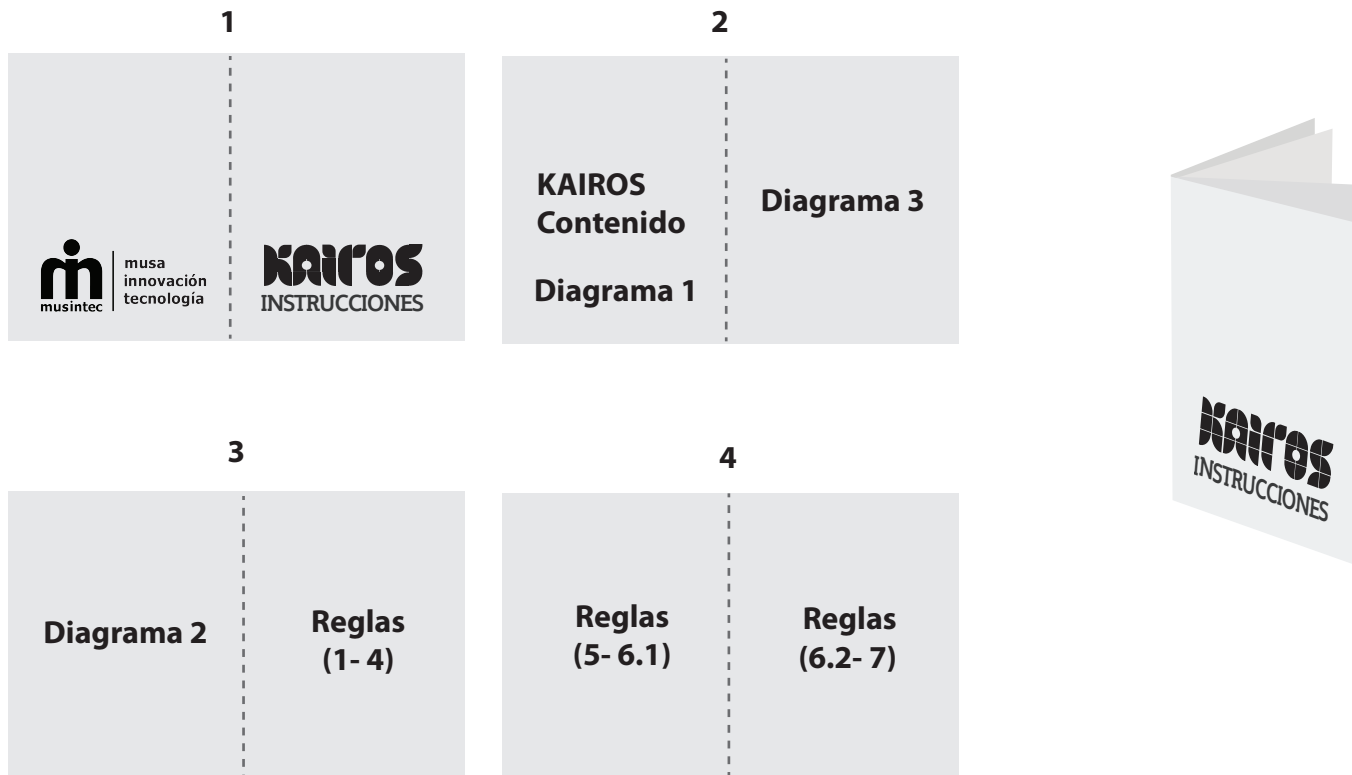 1
musintec
musa
innovación
tecnología
KAIROS
INSTRUCCIONES
2
KAIROS
Contenido
Diagrama 1
Diagrama 3
KAIROS
INSTRUCCIONES
3
Diagrama 2
Reglas
(1- 4)
4
Reglas
(5- 6.1)
Reglas
(6.2- 7)